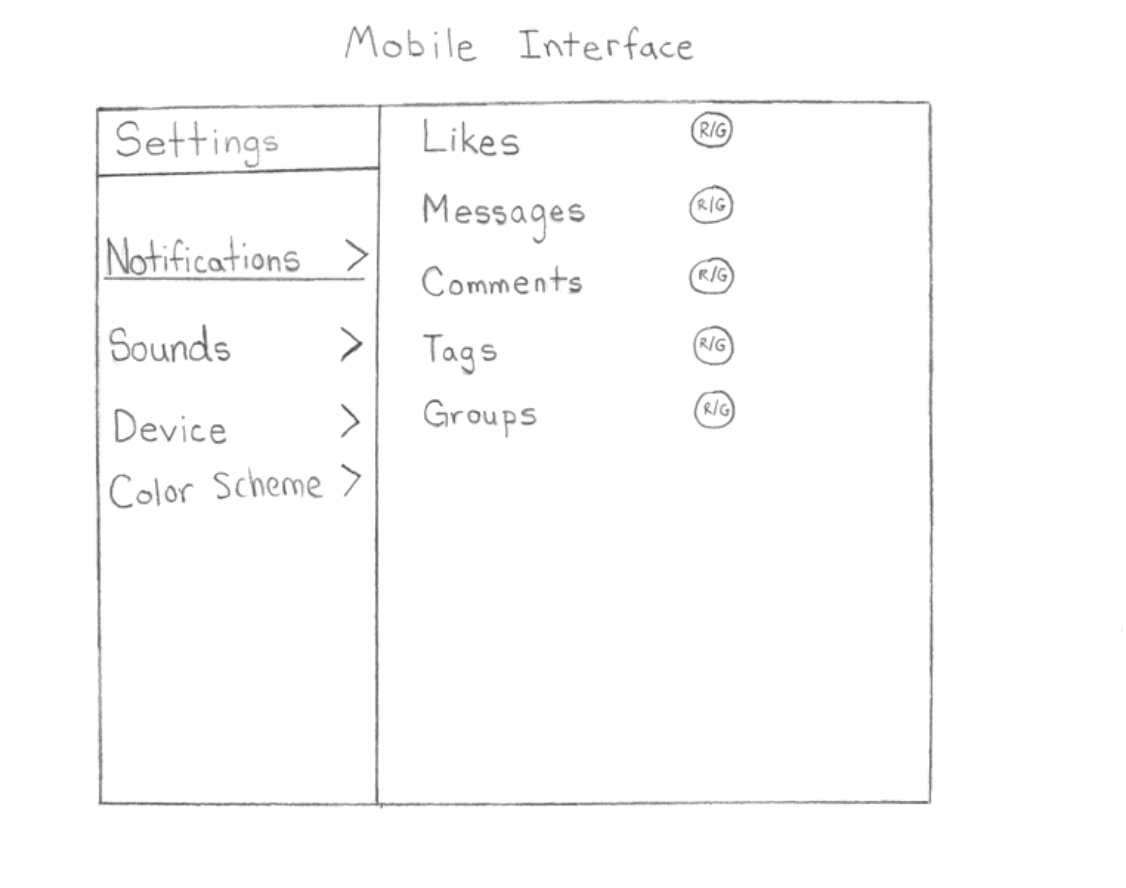 Mobile Interface
Settings
Notifications >
Sounds >
Device >
Color Scheme >
Likes R/G
Messages R/G
Comments R/G
Tags R/G
Groups R/G